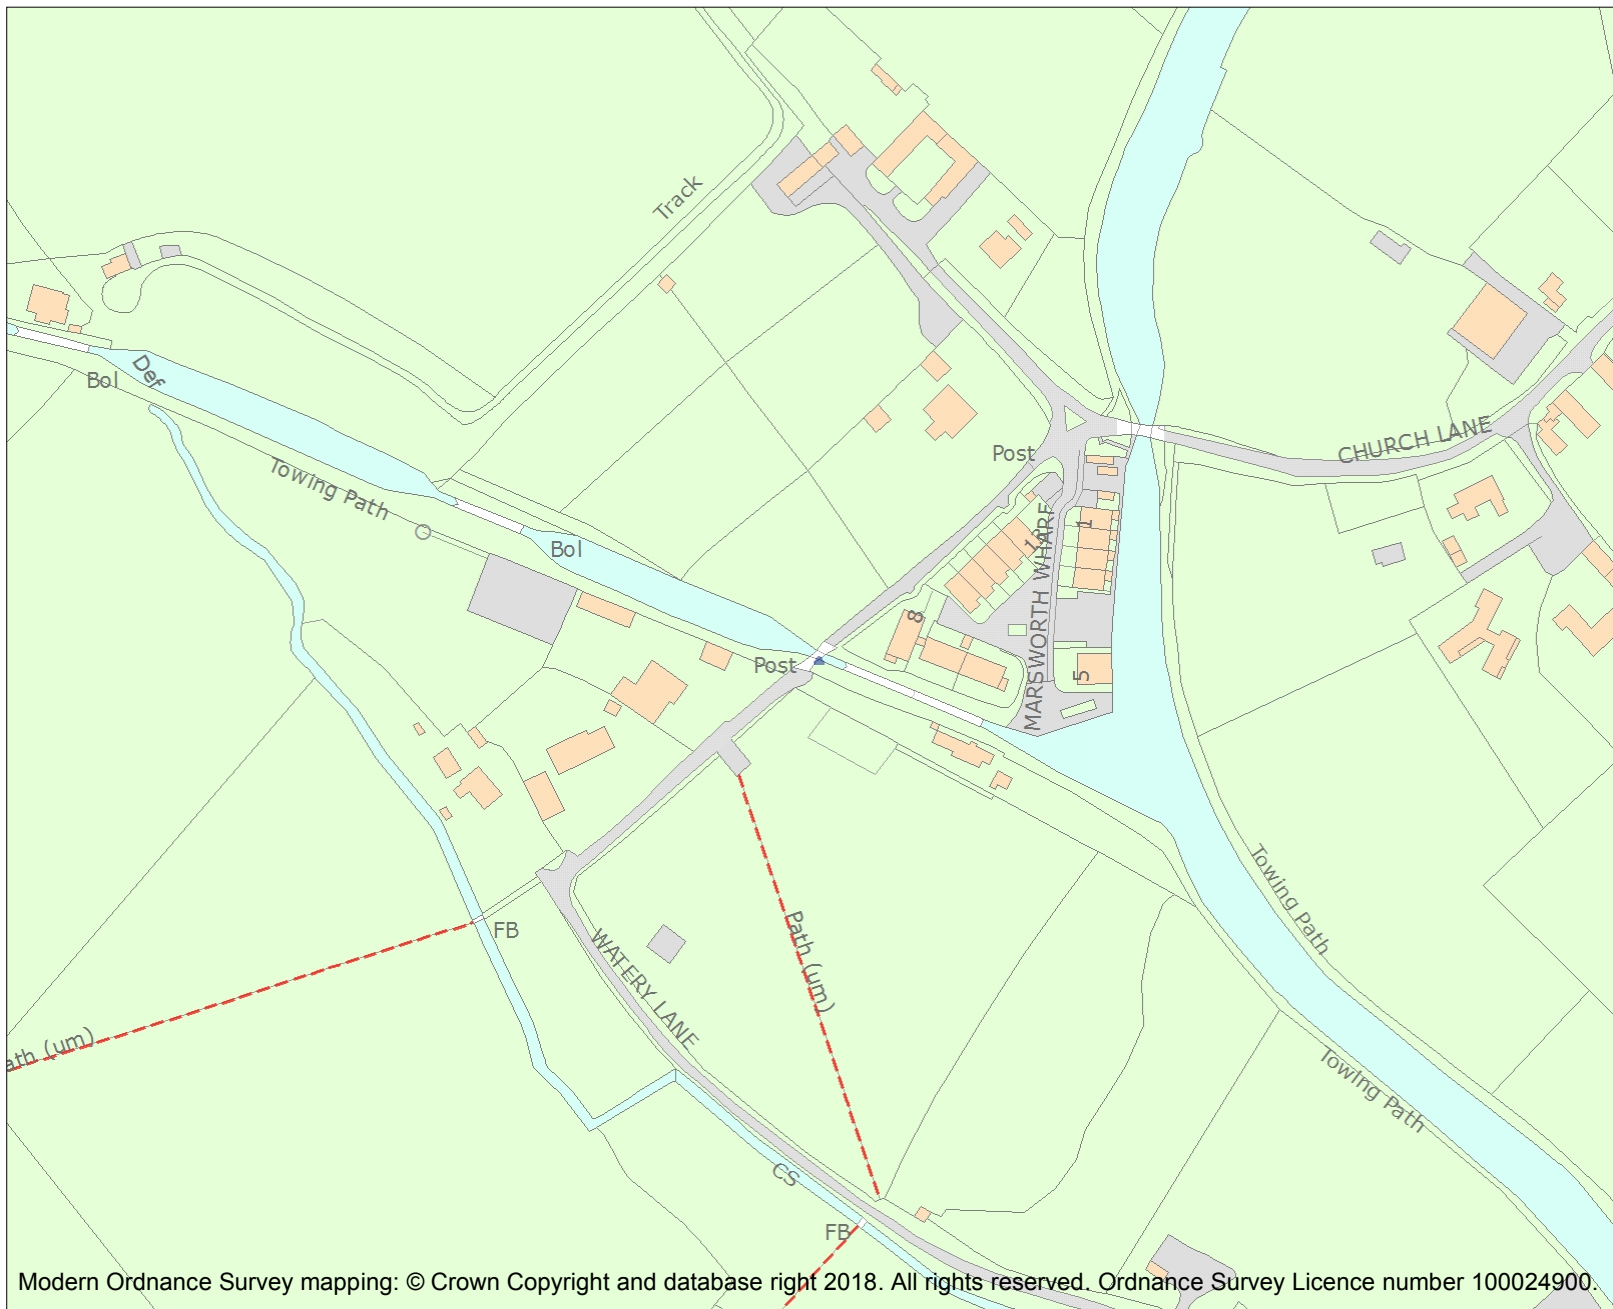 Track
Def
Bol
Post
CHURCH LANE
Towing Path
Bol
1
MARSWORTH WHARF
8
Post
5
Towing Path
FB
Path (um)
WATERY LANE
ath (um)
Towing Path
CS
FB
Modern Ordnance Survey mapping: © Crown Copyright and database right 2018. All rights reserved. Ordnance Survey Licence number 100024900.